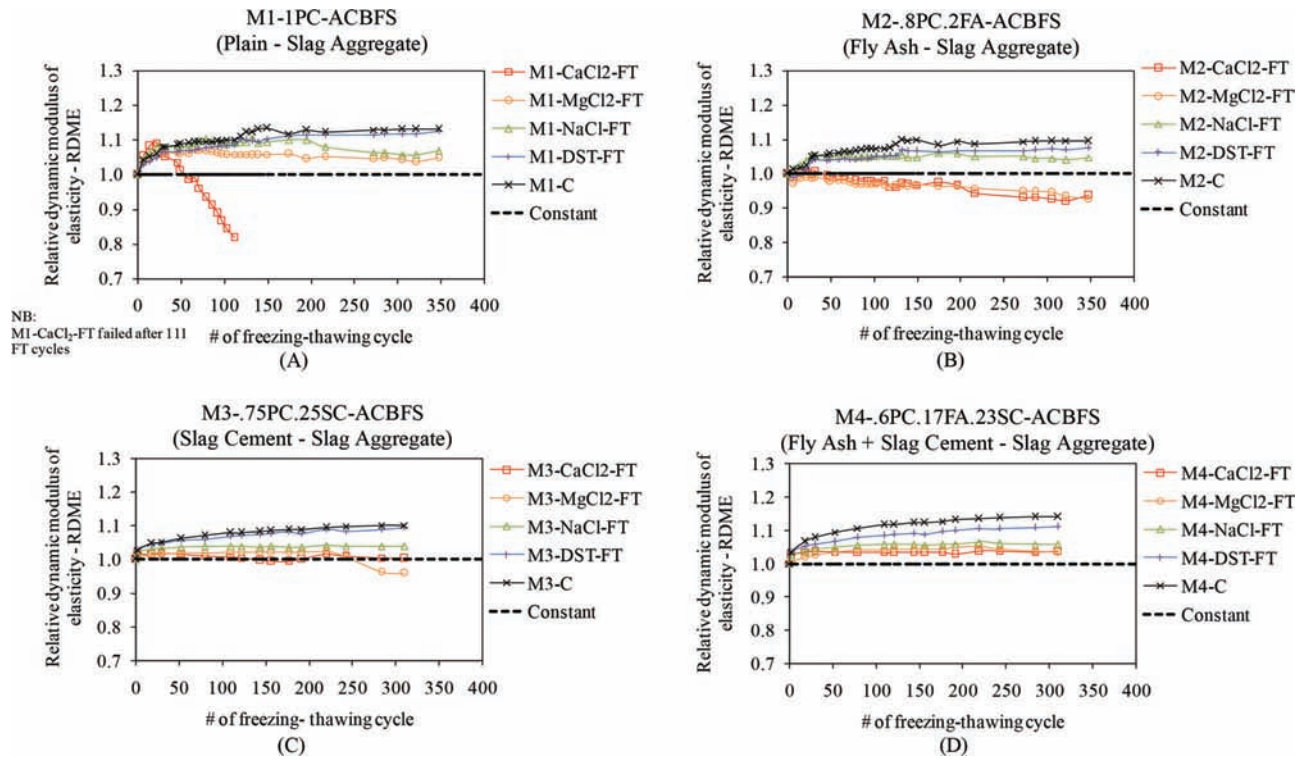 M1-1PC-ACBFS
(Plain - Slag Aggregate)
Relative dynamic modulus of
elasticity - RDME
1.3
1.2
1.1
1.0
0.9
0.8
0.7
0 50 100 150 200 250 300 350 400
# of freezing-thawing cycle
(A)
M1-CaCl2-FT
M1-MgCl2-FT
M1-NaCl-FT
M1-DST-FT
M1-C
Constant
NB:
M1-CaCl₂-FT failed after 111
FT cycles
M2-.8PC.2FA-ACBFS
(Fly Ash - Slag Aggregate)
Relative dynamic modulus of
elasticity - RDME
1.3
1.2
1.1
1.0
0.9
0.8
0.7
0 50 100 150 200 250 300 350 400
# of freezing-thawing cycle
(B)
M2-CaCl2-FT
M2-MgCl2-FT
M2-NaCl-FT
M2-DST-FT
M2-C
Constant
M3-.75PC.25SC-ACBFS
(Slag Cement - Slag Aggregate)
Relative dynamic modulus of
elasticity - RDME
1.3
1.2
1.1
1.0
0.9
0.8
0.7
0 50 100 150 200 250 300 350 400
# of freezing- thawing cycle
(C)
M3-CaCl2-FT
M3-MgCl2-FT
M3-NaCl-FT
M3-DST-FT
M3-C
Constant
M4-.6PC.17FA.23SC-ACBFS
(Fly Ash + Slag Cement - Slag Aggregate)
Relative dynamic modulus of
elasticity - RDME
1.3
1.2
1.1
1.0
0.9
0.8
0.7
0 50 100 150 200 250 300 350 400
# of freezing-thawing cycle
(D)
M4-CaCl2-FT
M4-MgCl2-FT
M4-NaCl-FT
M4-DST-FT
M4-C
Constant